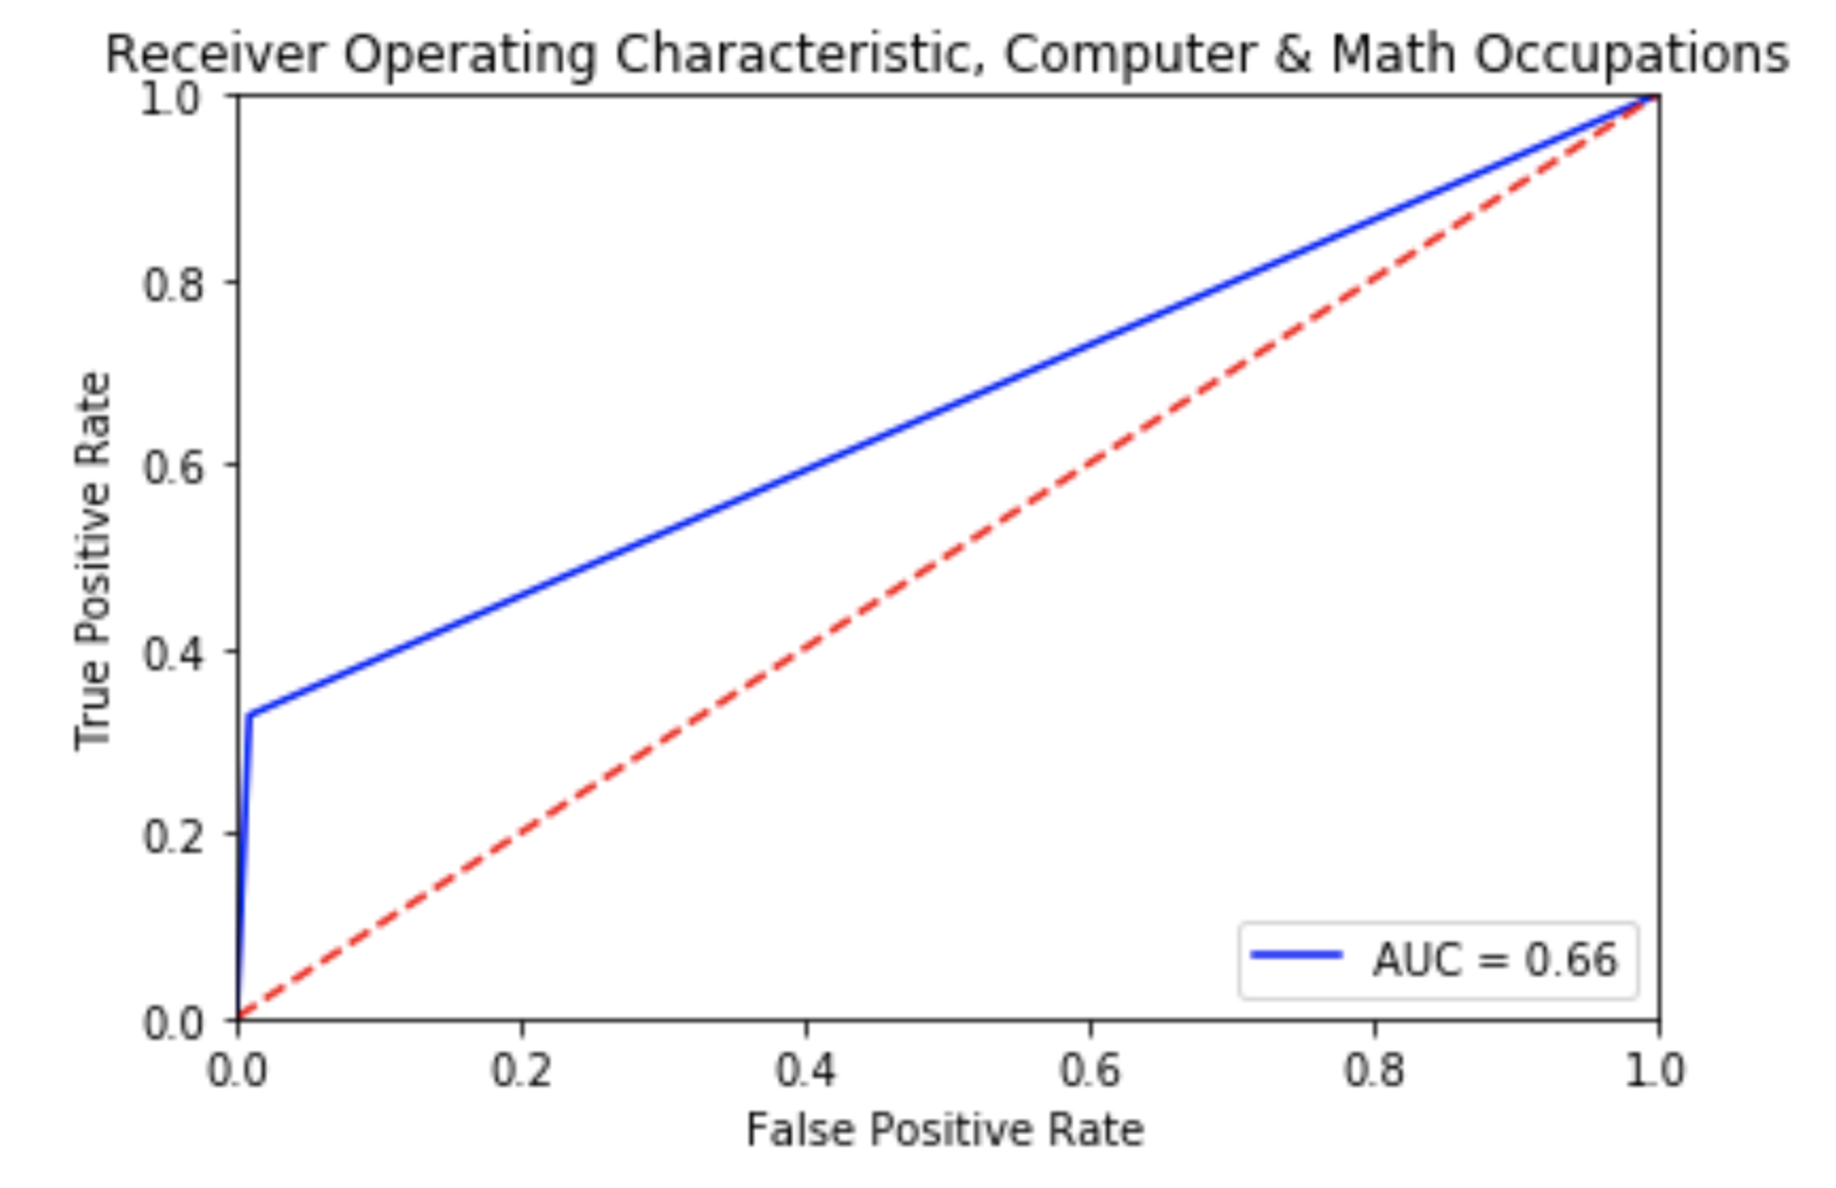 Receiver Operating Characteristic, Computer & Math Occupations
1.0
0.8
0.6
0.4
0.2
0.0
True Positive Rate
AUC = 0.66
0.0 0.2 0.4 0.6 0.8 1.0
False Positive Rate